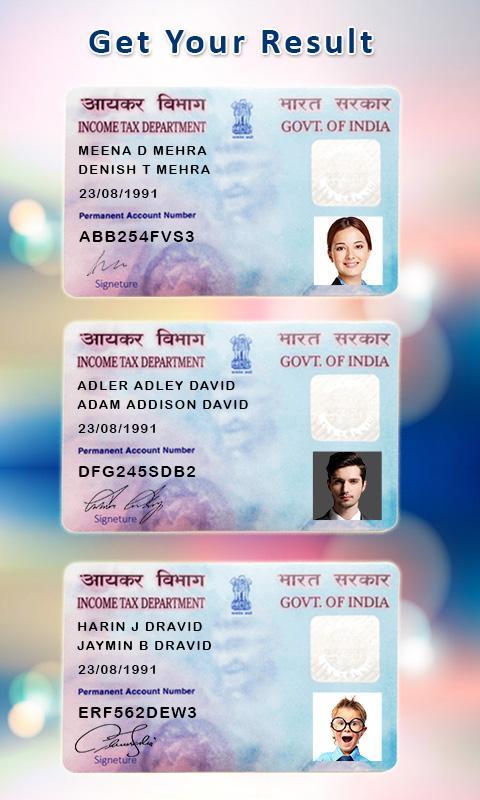 Get Your Result
आयकर विभाग भारत सरकार
INCOME TAX DEPARTMENT GOVT. OF INDIA
MEENA D MEHRA
DENISH T MEHRA
23/08/1991
Permanent Account Number
ABB254FVS3
Signeture
आयकर विभाग भारत सरकार
INCOME TAX DEPARTMENT GOVT. OF INDIA
ADLER ADLEY DAVID
ADAM ADDISON DAVID
23/08/1991
Permanent Account Number
DFG245SDB2
Signeture
आयकर विभाग भारत सरकार
INCOME TAX DEPARTMENT GOVT. OF INDIA
HARIN J DRAVID
JAYMIN B DRAVID
23/08/1991
Permanent Account Number
ERF562DEW3
Signeture